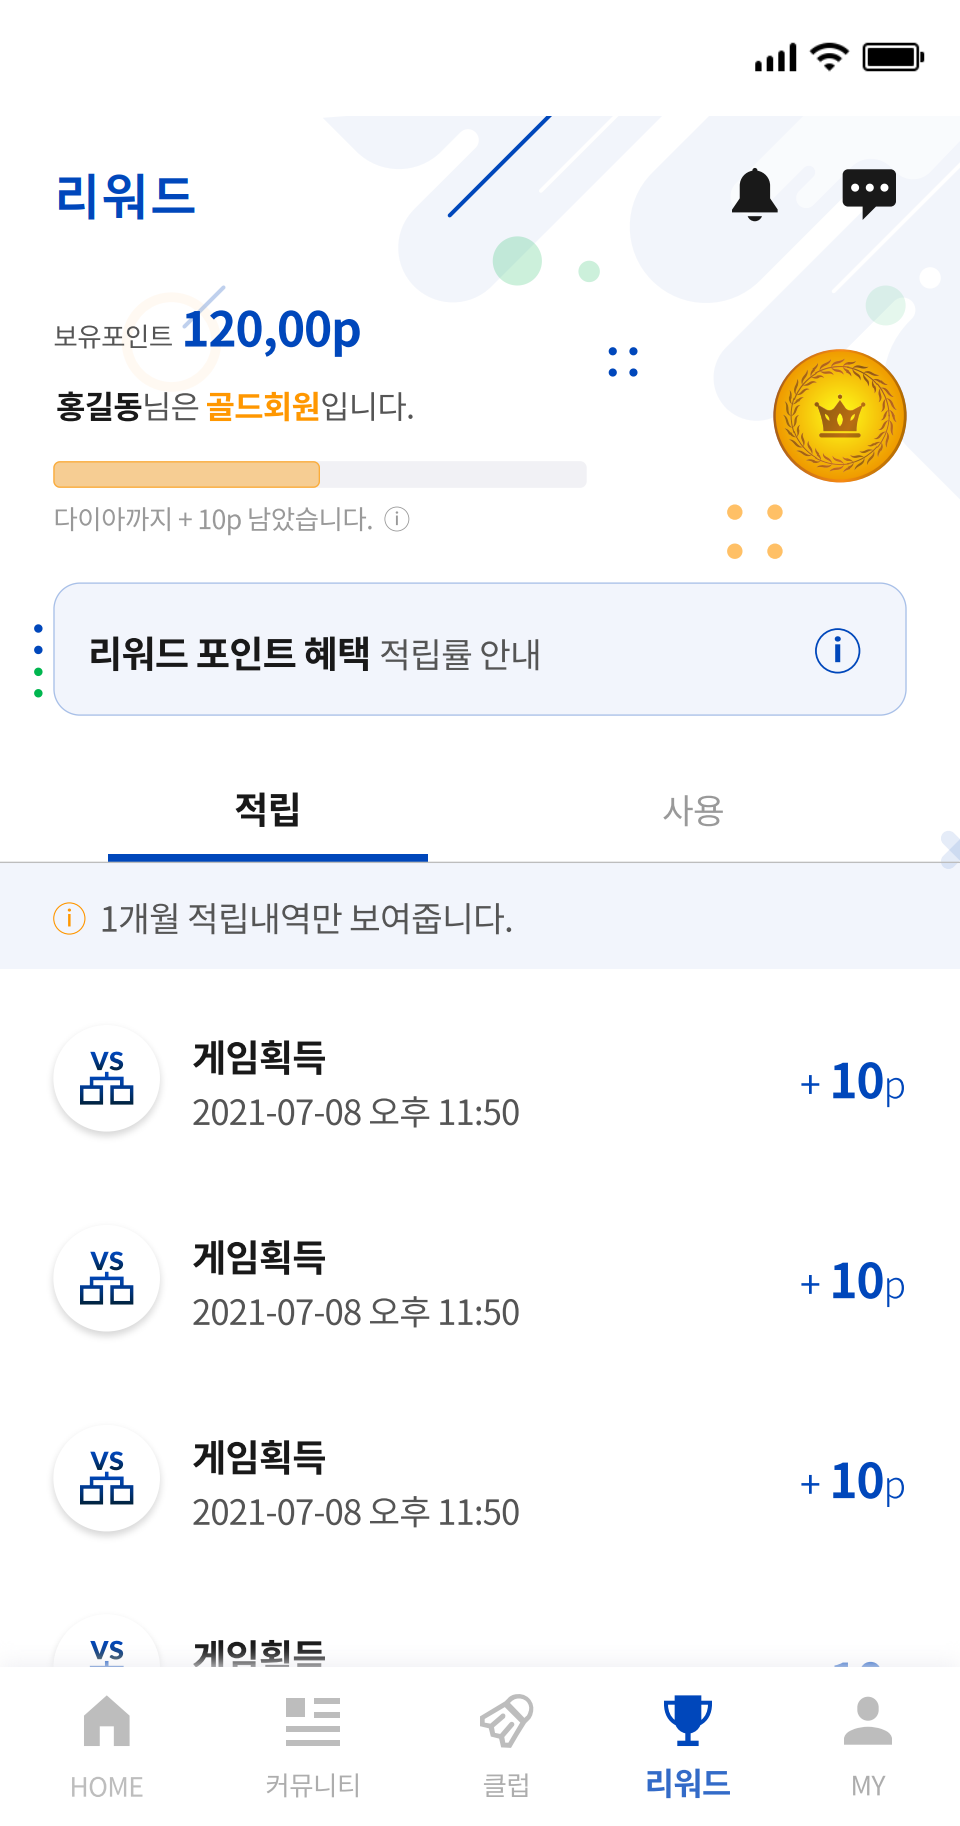 리워드
보유포인트 120,00p
홍길동님은 골드회원입니다.
다이아까지 + 10p 남았습니다. ⓘ
리워드 포인트 혜택 적립률 안내 ⓘ
적립 사용
ⓘ 1개월 적립내역만 보여줍니다.
VS 게임획득
2021-07-08 오후 11:50
+ 10p
VS 게임획득
2021-07-08 오후 11:50
+ 10p
VS 게임획득
2021-07-08 오후 11:50
+ 10p
VS 게임획득
HOME 커뮤니티 클럽 리워드 MY